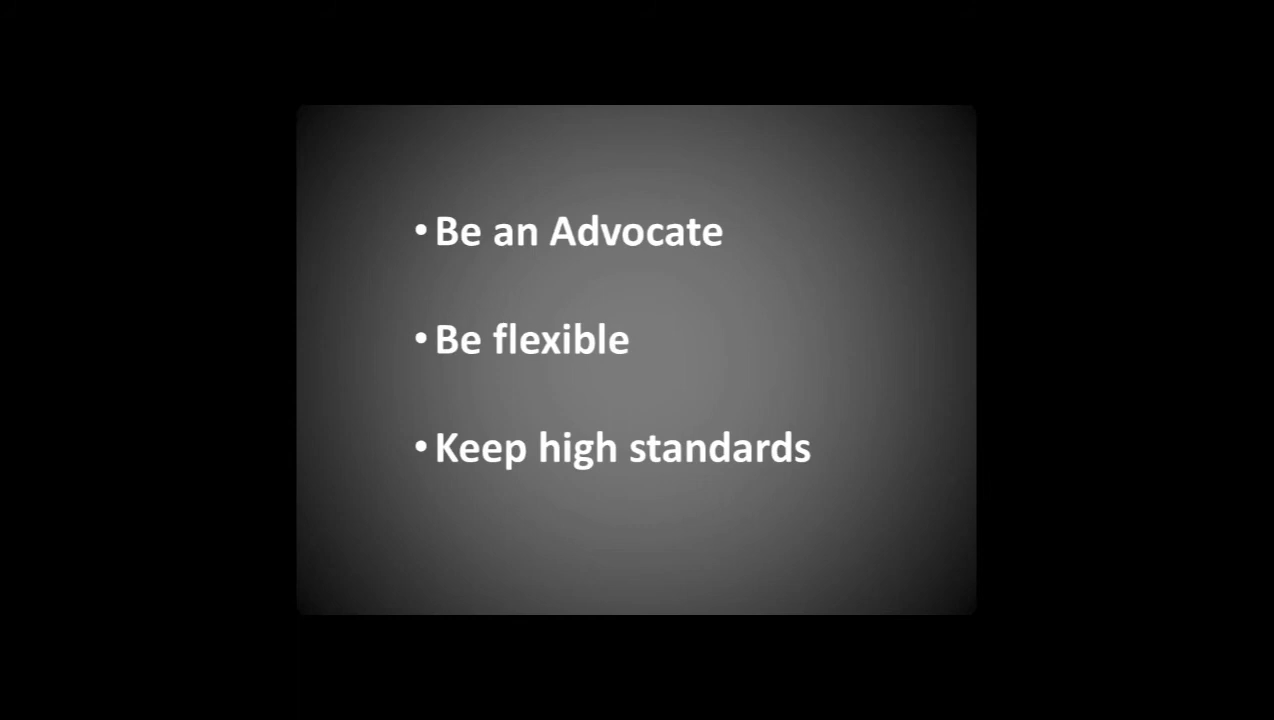 • Be an Advocate
• Be flexible
• Keep high standards